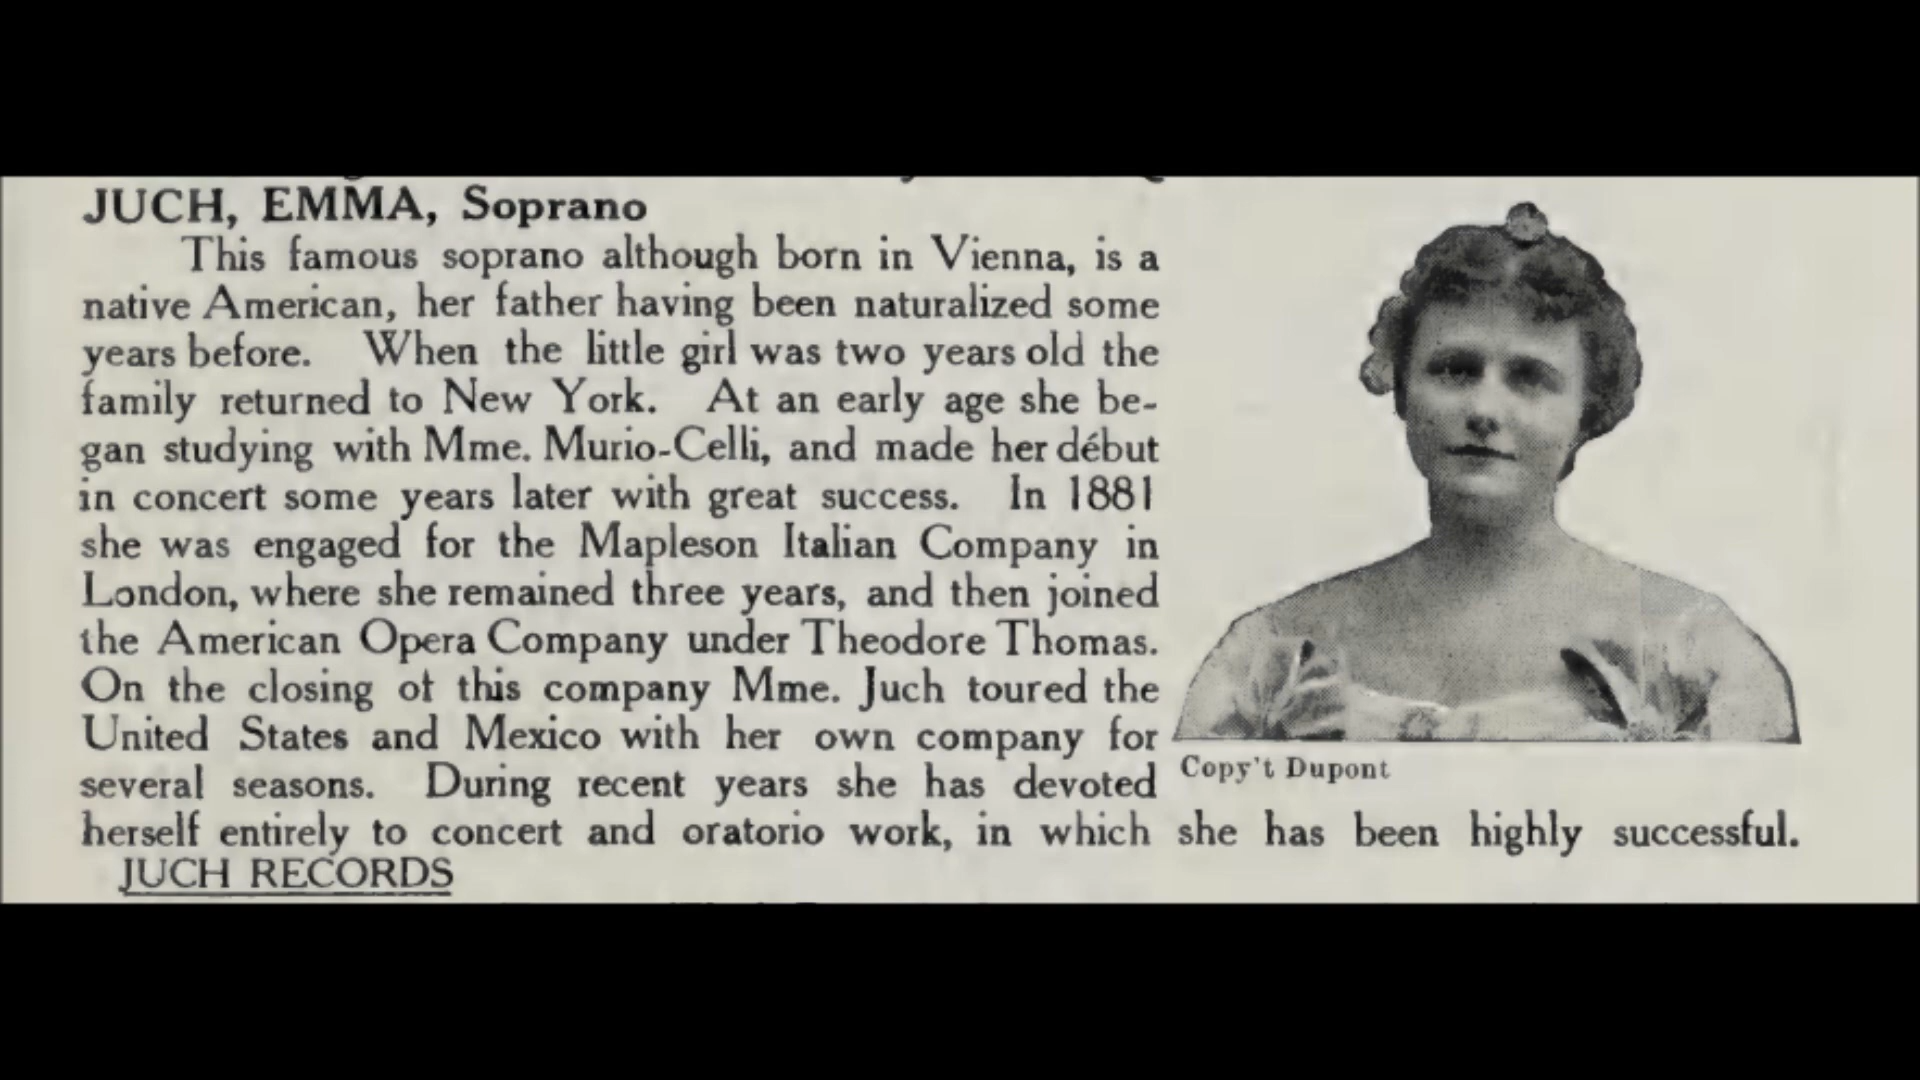 JUCH, EMMA, Soprano
This famous soprano although born in Vienna, is a
native American, her father having been naturalized some
years before. When the little girl was two years old the
family returned to New York. At an early age she be-
gan studying with Mme. Murio-Celli, and made her début
in concert some years later with great success. In 1881
she was engaged for the Mapleson Italian Company in
London, where she remained three years, and then joined
the American Opera Company under Theodore Thomas.
On the closing of this company Mme. Juch toured the
United States and Mexico with her own company for
several seasons. During recent years she has devoted
Copy't Dupont
herself entirely to concert and oratorio work, in which she has been highly successful.
JUCH RECORDS